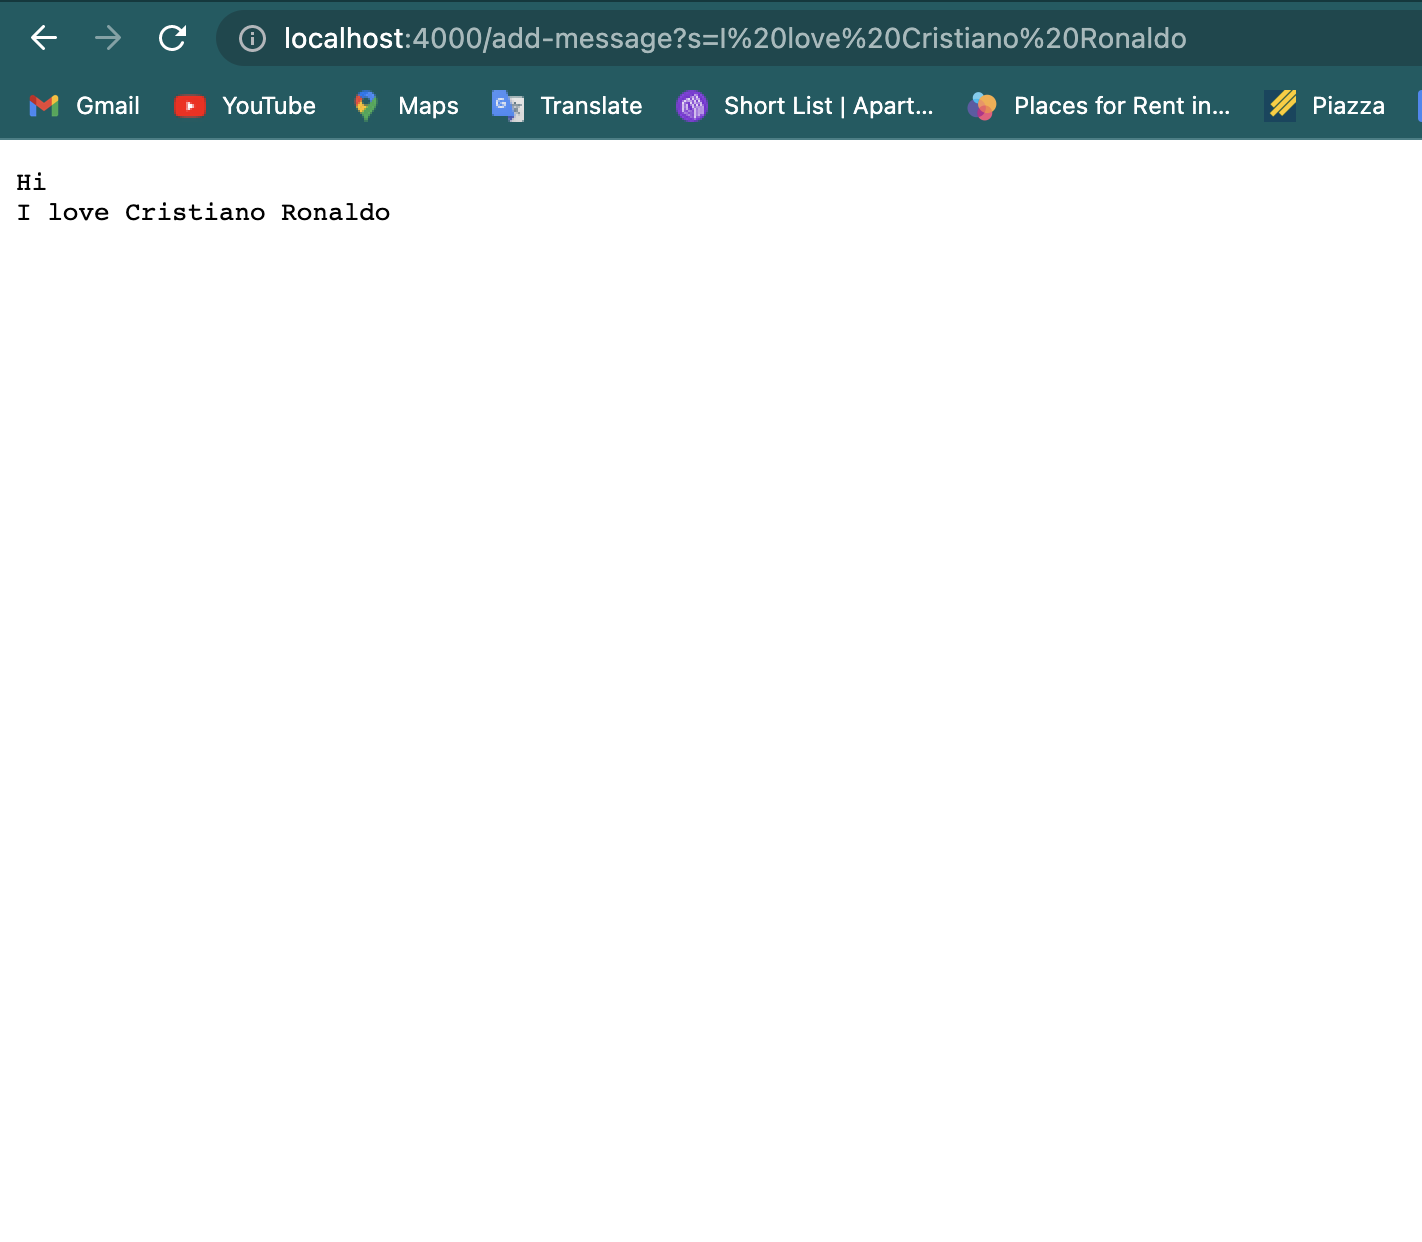 localhost:4000/add-message?s=I%20love%20Cristiano%20Ronaldo
Gmail YouTube Maps Translate Short List | Apart... Places for Rent in... Piazza
Hi
I love Cristiano Ronaldo